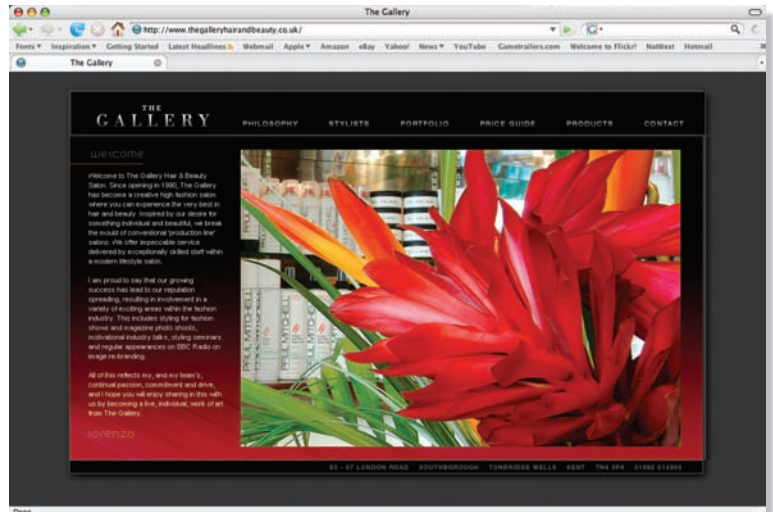 The Gallery
http://www.thegalleryhairandbeauty.co.uk/
G
Fonts Inspiration Getting Started Latest Headlines Webmail Apple Amazon eBay Yahoo! News YouTube Gametrailers.com Welcome to Flickr! NatWest Hotmail
The Gallery
THE
GALLERY
PHILOSOPHY STYLISTS PORTFOLIO PRICE GUIDE PRODUCTS CONTACT
welcome
Welcome to The Gallery Hair & Beauty
Salon. Since opening in 1990, The Gallery
has become a creative high fashion salon
where you can experience the very best in
hair and beauty. Inspired by our desire for
something individual and beautiful, we break
the mould of conventional 'production line'
salons. We offer impeccable service
delivered by exceptionally skilled staff within
a modern lifestyle salon.
I am proud to say that our growing
success has lead to our reputation
spreading, resulting in involvement in a
variety of exciting areas within the fashion
industry. This includes styling for fashion
shows and magazine photo shoots,
motivational industry talks, styling seminars
and regular appearances on BBC Radio on
image re-branding.
All of this reflects my, and my team's,
continual passion, commitment and drive,
and I hope you will enjoy sharing in this with
us by becoming a live, individual, work of art
from The Gallery.
lorenzo
PAUL MITCHELL
PAUL MITCHELL
PAUL MITCHELL
63 - 67 LONDON ROAD SOUTHBOROUGH TUNBRIDGE WELLS KENT
Done